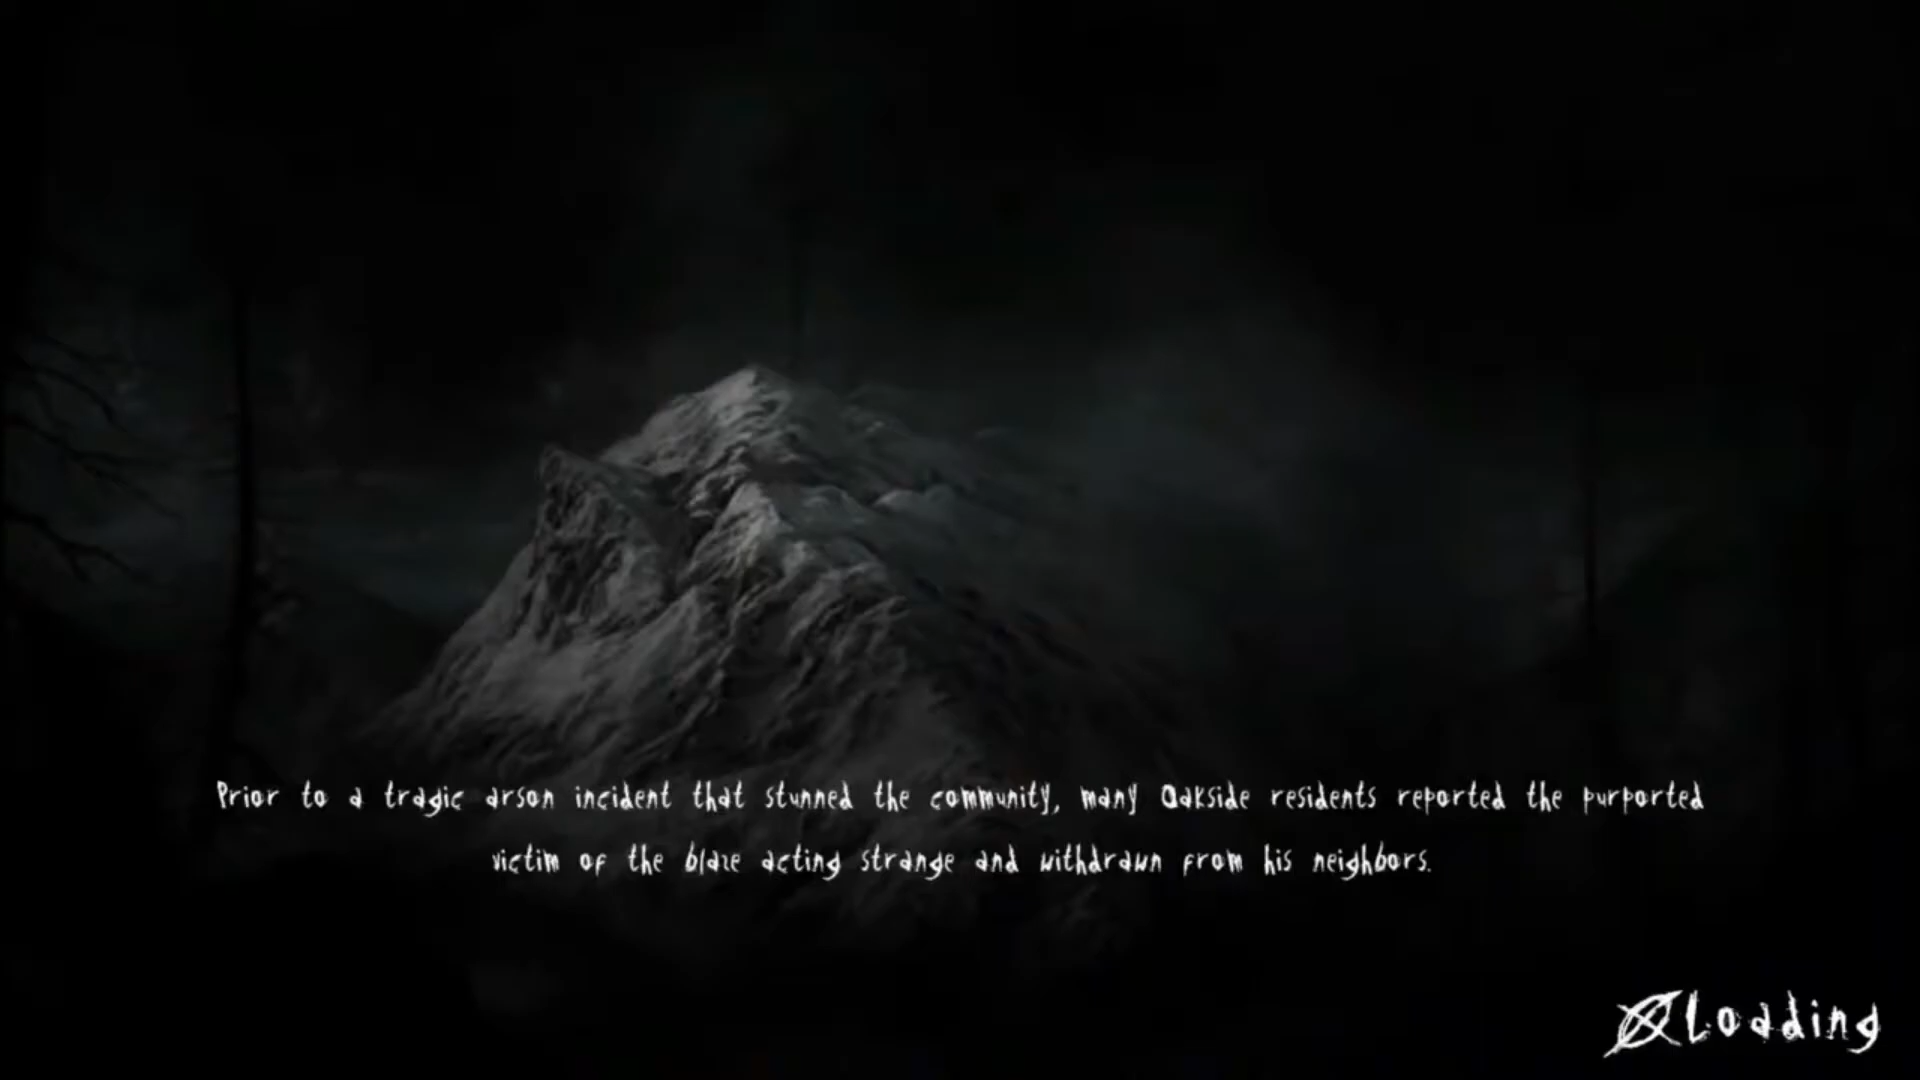 Prior to a tragic arson incident that stunned the community, many Oakside residents reported the purported
victim of the blaze acting strange and withdrawn from his neighbors.
Loading